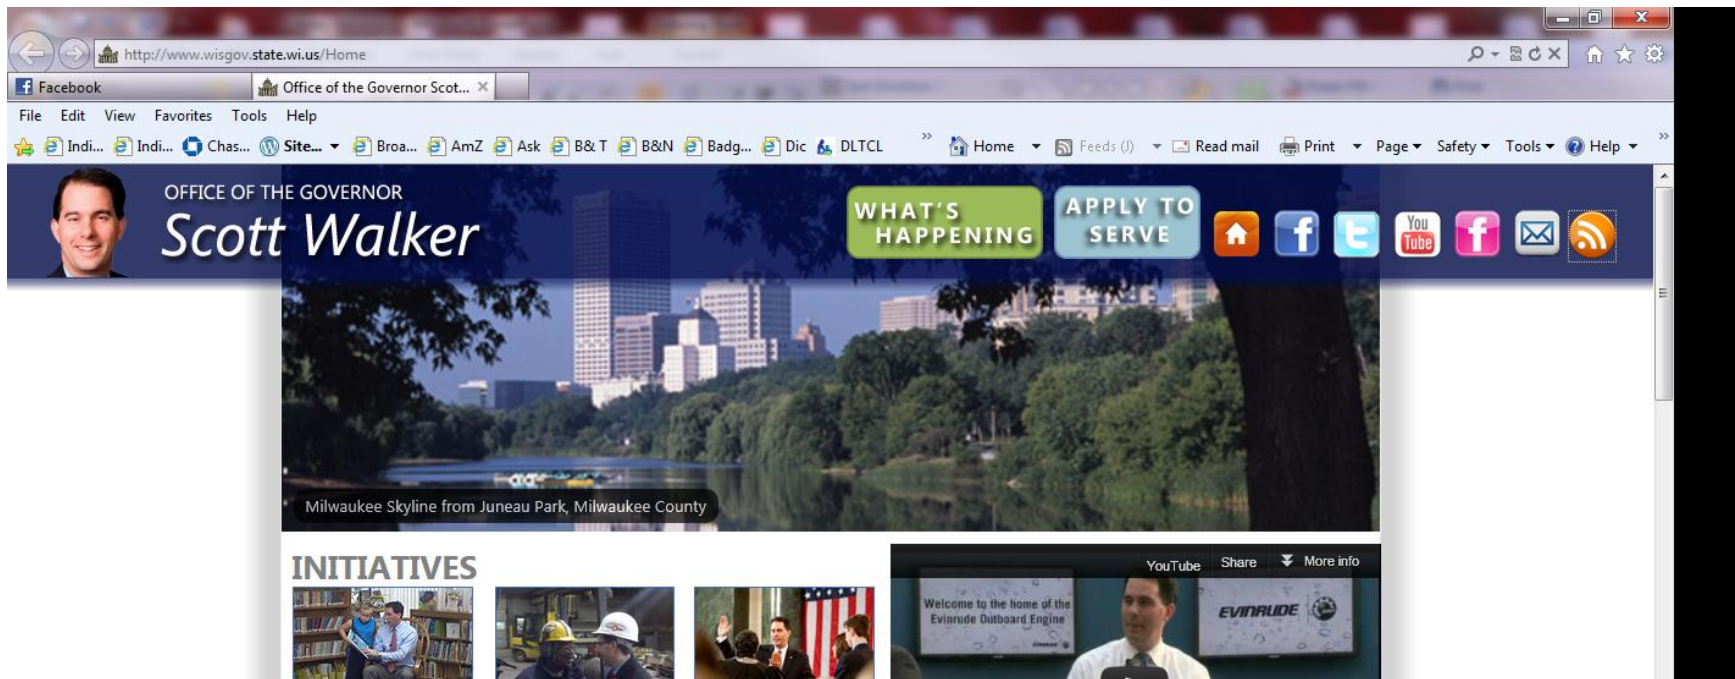 http://www.wisgov.state.wi.us/Home
Facebook
Office of the Governor Scot...
File Edit View Favorites Tools Help
Indi... Indi... Chas... Site... Broa... AmZ Ask B& T B&N Badg... Dic DLTCL » Home Feeds (J) Read mail Print Page Safety Tools Help »
OFFICE OF THE GOVERNOR
Scott Walker
WHAT'S
HAPPENING
APPLY TO
SERVE
You
Tube
Milwaukee Skyline from Juneau Park, Milwaukee County
INITIATIVES
YouTube Share More info
Welcome to the home of the
Evinrude Outboard Engine
EVINRUDE